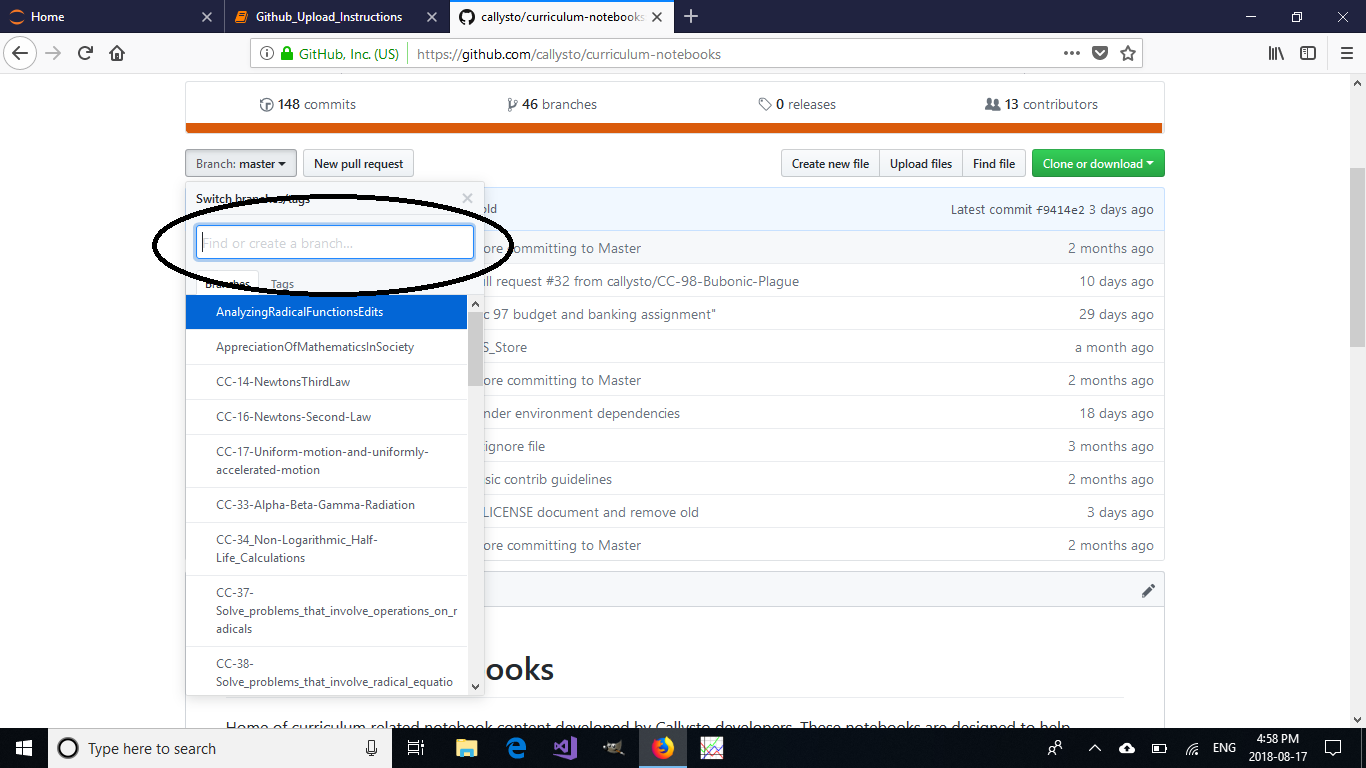 Home
Github_Upload_Instructions
callysto/curriculum-notebooks
GitHub, Inc. (US)
https://github.com/callysto/curriculum-notebooks
148 commits
46 branches
0 releases
13 contributors
Branch: master
New pull request
Create new file
Upload files
Find file
Clone or download
Switch branches/tags
old
Latest commit f9414e2 3 days ago
Find or create a branch...
ore committing to Master
2 months ago
Branches
Tags
ull request #32 from callysto/CC-98-Bubonic-Plague
10 days ago
AnalyzingRadicalFunctionsEdits
c 97 budget and banking assignment"
29 days ago
AppreciationOfMathematicsInSociety
S_Store
a month ago
CC-14-NewtonsThirdLaw
ore committing to Master
2 months ago
CC-16-Newtons-Second-Law
nder environment dependencies
18 days ago
CC-17-Uniform-motion-and-uniformly-
accelerated-motion
tignore file
3 months ago
sic contrib guidelines
2 months ago
CC-33-Alpha-Beta-Gamma-Radiation
LICENSE document and remove old
3 days ago
CC-34_Non-Logarithmic_Half-
Life_Calculations
ore committing to Master
2 months ago
CC-37-
Solve_problems_that_involve_operations_on_r
adicals
CC-38-
Solve_problems_that_involve_radical_equatio
ooks
Home of curriculum related notebook content developed by Callysto developers. These notebooks are designed to help
Type here to search
ENG
4:58 PM
2018-08-17